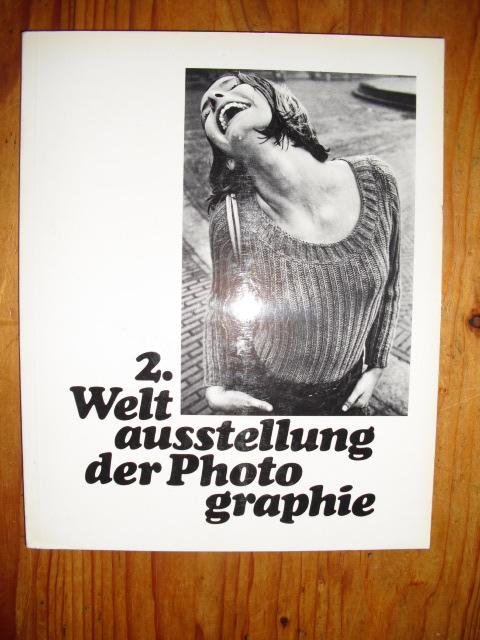 2.
Welt
ausstellung
der Photo
graphie